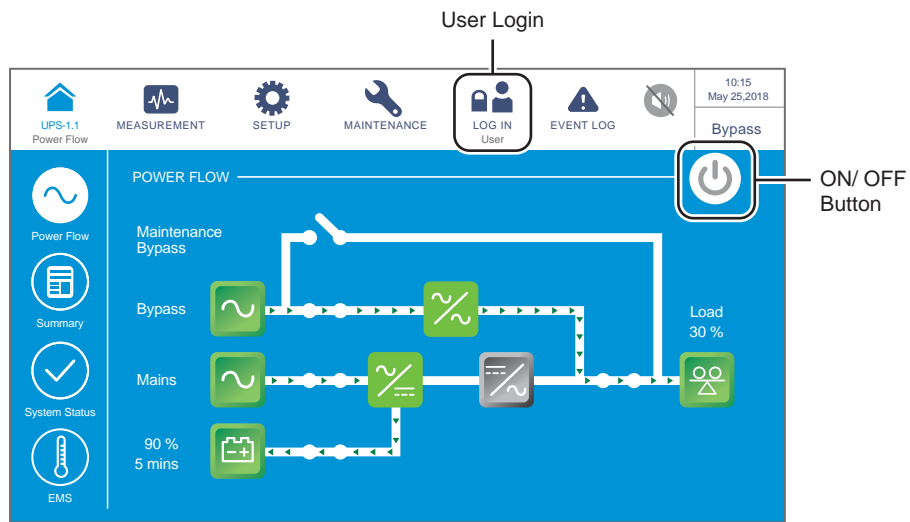 User Login
10:15
May 25,2018
UPS-1.1
Power Flow
MEASUREMENT
SETUP
MAINTENANCE
LOG IN
User
EVENT LOG
Bypass
POWER FLOW
ON/ OFF
Button
Power Flow
Maintenance
Bypass
Summary
Bypass
Load
30 %
Mains
System Status
90 %
5 mins
EMS